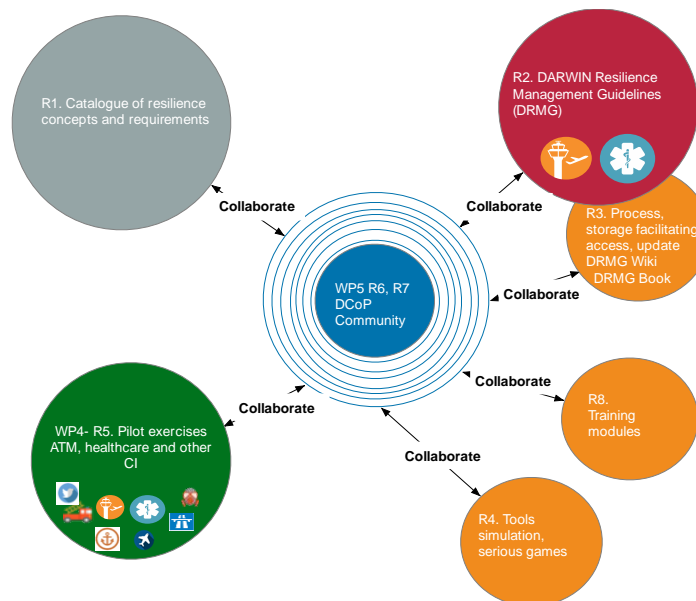 R1. Catalogue of resilience
concepts and requirements
R2. DARWIN Resilience
Management Guidelines
(DRMG)
Collaborate
Collaborate
R3. Process,
storage facilitating
access, update
DRMG Wiki
DRMG Book
Collaborate
WP5 R6, R7
DCoP
Community
Collaborate
Collaborate
R8.
Training
modules
WP4- R5. Pilot exercises
ATM, healthcare and other
CI
Collaborate
R4. Tools
simulation,
serious games